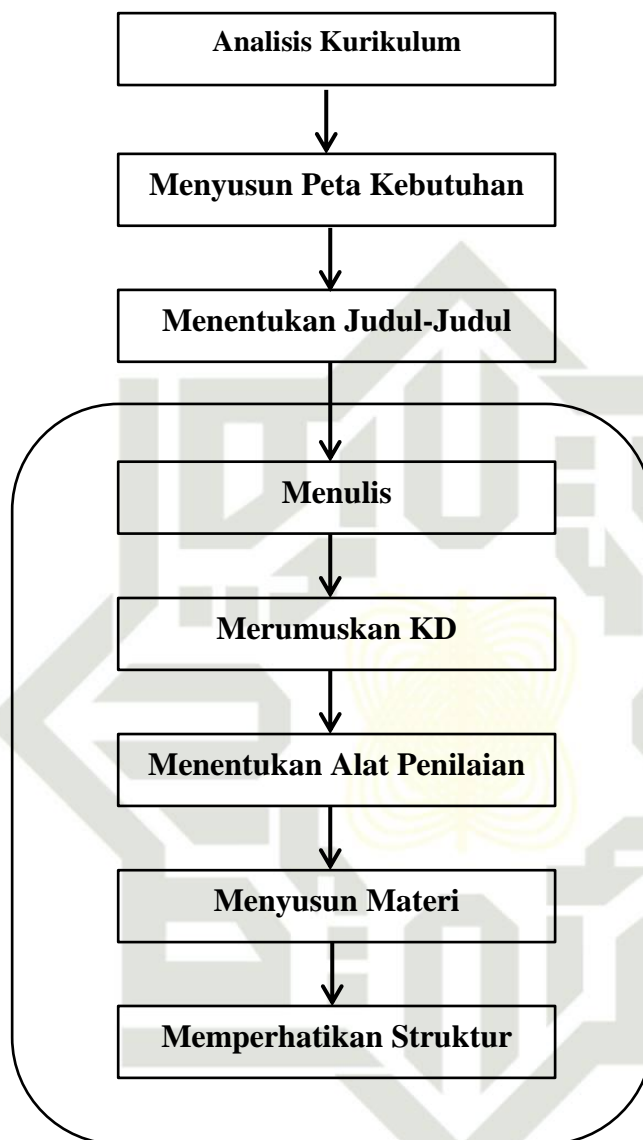 Analisis Kurikulum
Menyusun Peta Kebutuhan
Menentukan Judul-Judul
Menulis
Merumuskan KD
Menentukan Alat Penilaian
Menyusun Materi
Memperhatikan Struktur